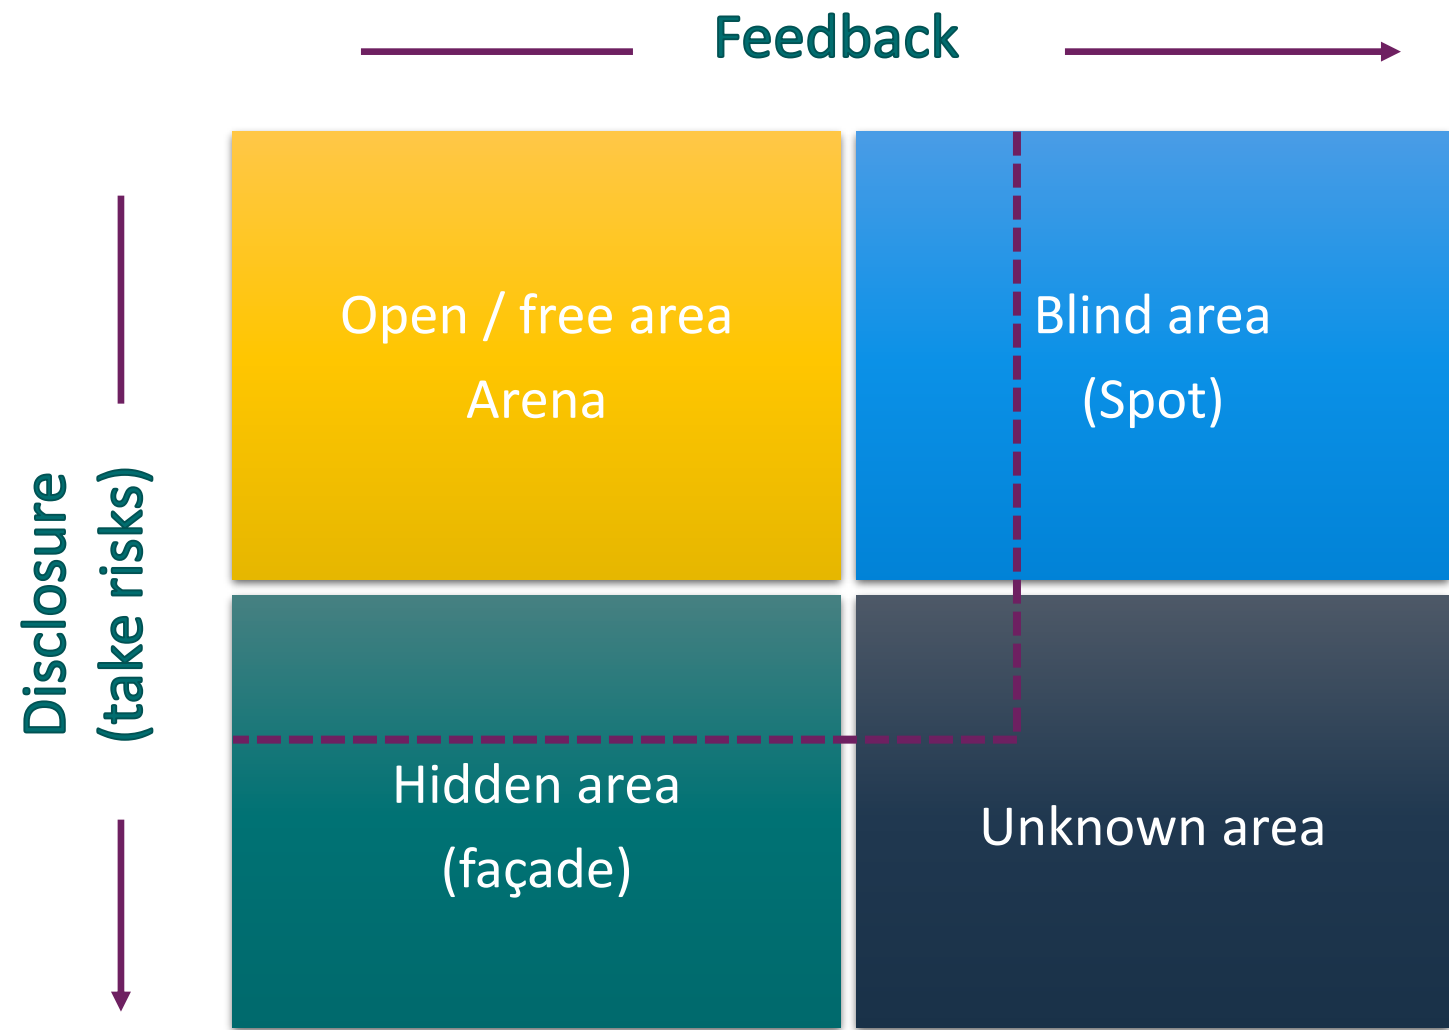 Feedback
Disclosure
(take risks)
Open / free area
Arena
Blind area
(Spot)
Hidden area
(façade)
Unknown area